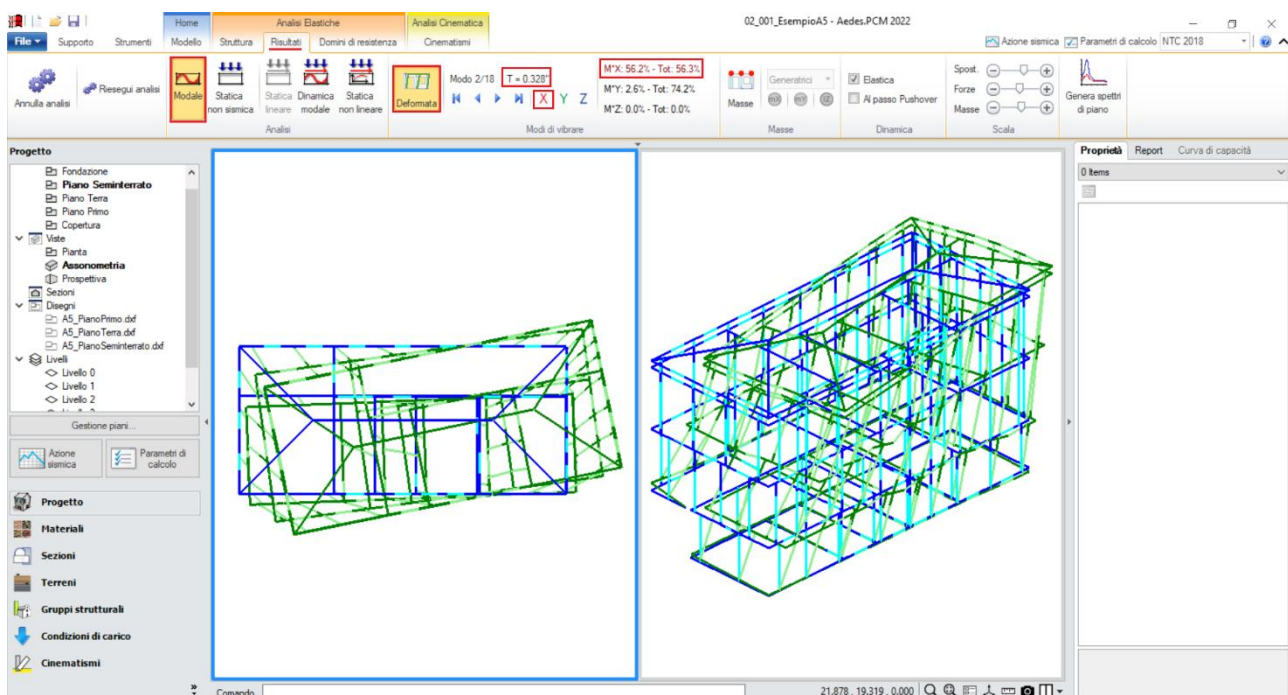 02_001_EsempioA5 - Aedes.PCM 2022
Home Analisi Elastiche Analisi Cinematica
File Supporto Strumenti Modello Struttura Risultati Domini di resistenza Cinematismi Azione sismica Parametri di calcolo NTC 2018
Annulla analisi
Riesegui analisi
Modale
Statica non sismica
Statica lineare
Dinamica modale
Statica non lineare
Analisi
Deformata
Modo 2/18 T = 0.328"
X Y Z
M*X: 56.2% - Tot: 56.3%
M*Y: 2.6% - Tot: 74.2%
M*Z: 0.0% - Tot: 0.0%
Modi di vibrare
Masse
Generatrici
Masse
Elastica
Al passo Pushover
Dinamica
Spost.
Forze
Masse
Scala
Genera spettri di piano
Progetto
Fondazione
Piano Seminterrato
Piano Terra
Piano Primo
Copertura
Viste
Pianta
Assonometria
Prospettiva
Sezioni
Disegni
A5_PianoPrimo.dxf
A5_PianoTerra.dxf
A5_PianoSeminterrato.dxf
Livelli
Livello 0
Livello 1
Livello 2
Gestione piani...
Azione sismica
Parametri di calcolo
Progetto
Materiali
Sezioni
Terreni
Gruppi strutturali
Condizioni di carico
Cinematismi
Proprietà Report Curva di capacità
0 Items
Comando
21.878 , 19.319 , 0.000